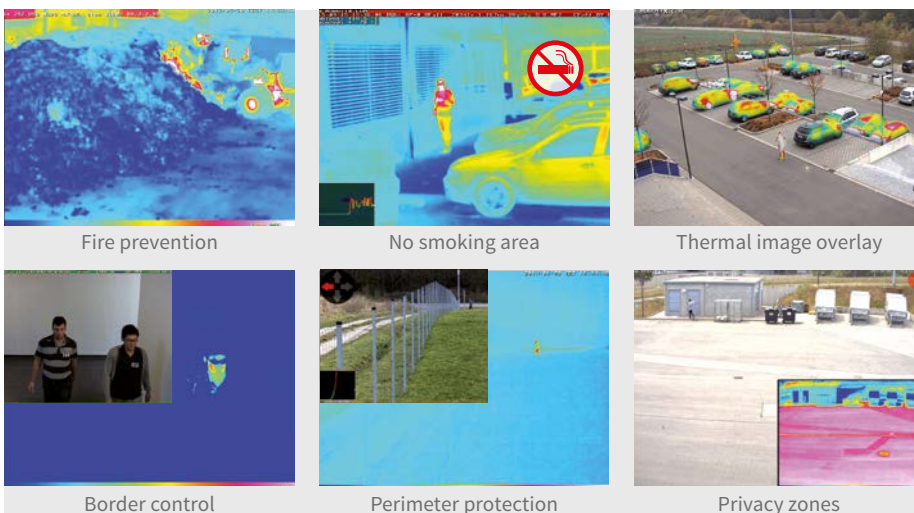 Fire prevention
No smoking area
Thermal image overlay
Border control
Perimeter protection
Privacy zones